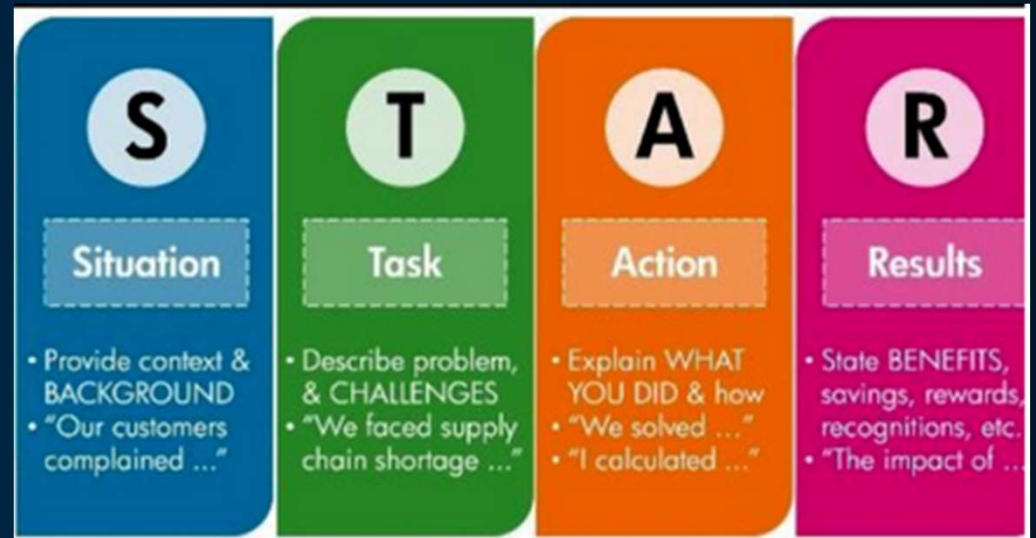 S
Situation
• Provide context &
BACKGROUND
• "Our customers
complained ..."
T
Task
• Describe problem,
& CHALLENGES
• "We faced supply
chain shortage ..."
A
Action
• Explain WHAT
YOU DID & how
• "We solved ..."
• "I calculated ..."
R
Results
• State BENEFITS,
savings, rewards,
recognitions, etc.
• "The impact of ...